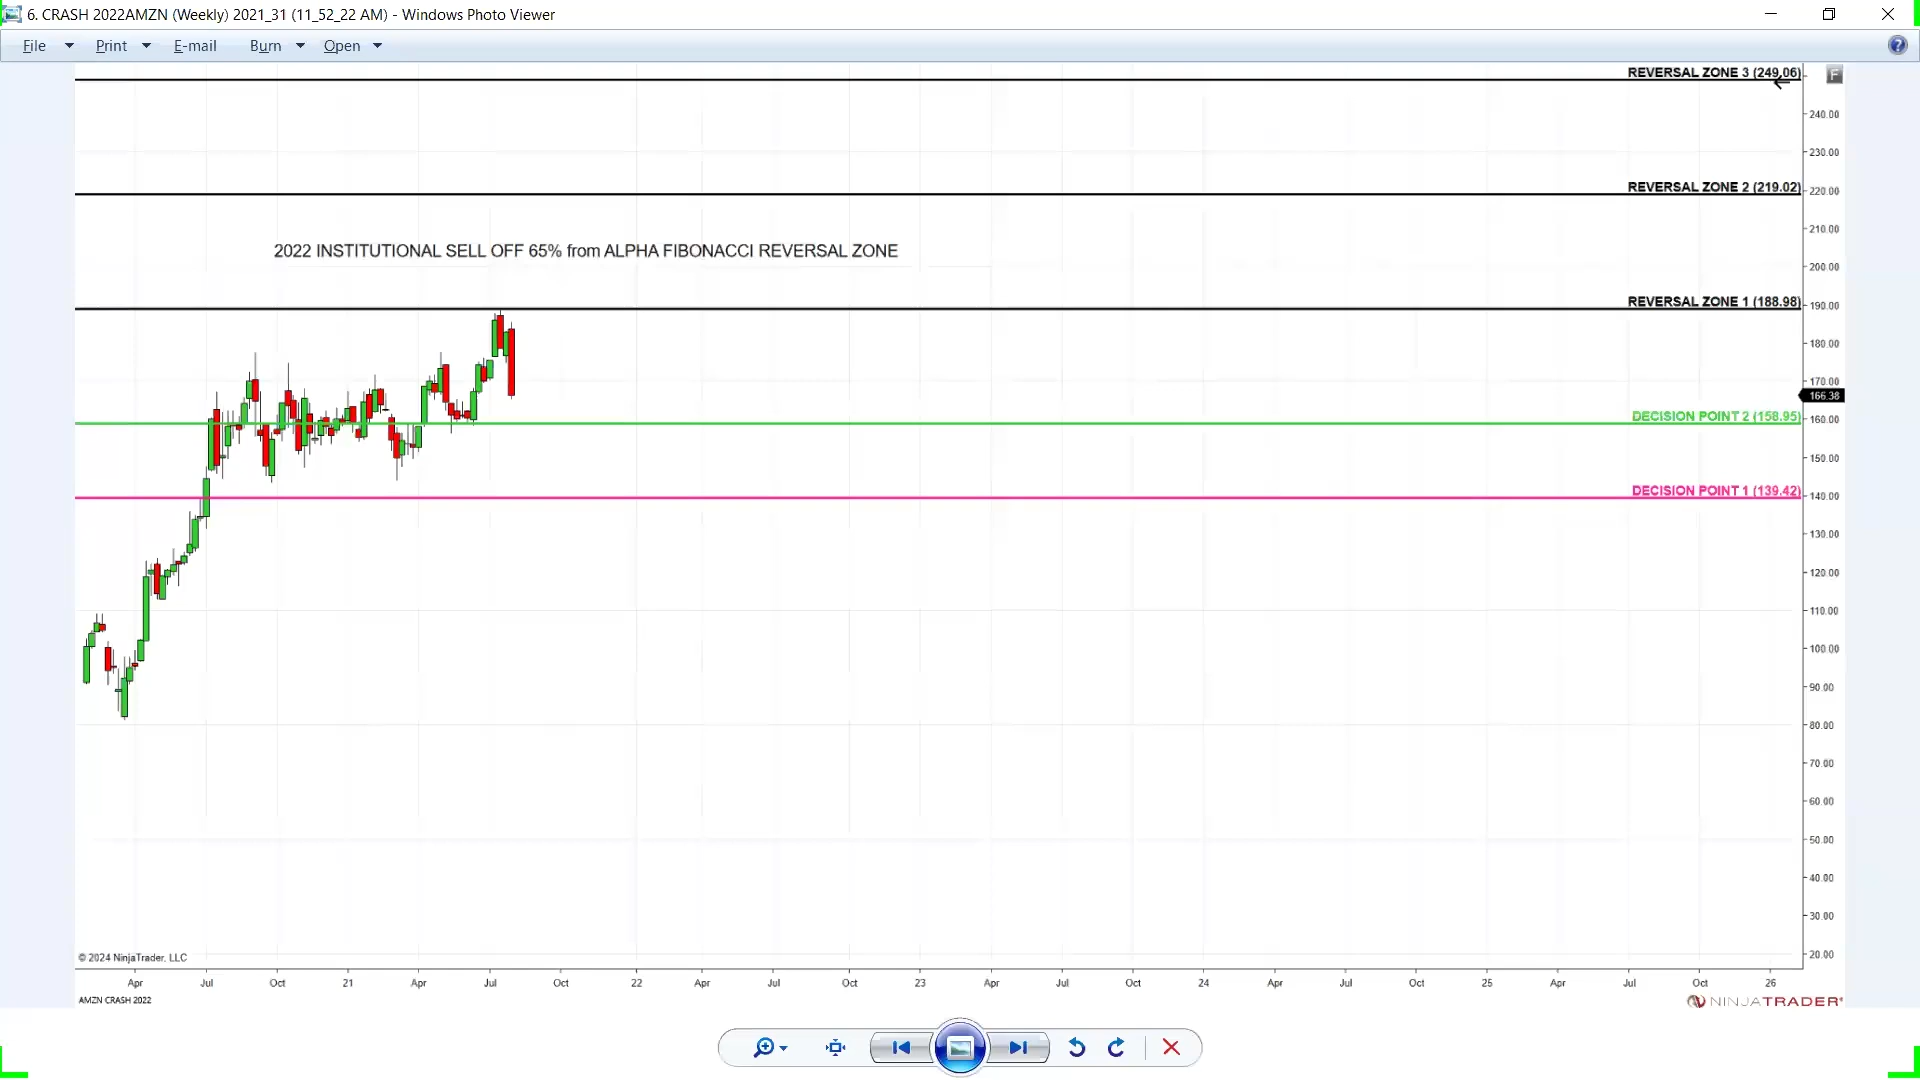 6. CRASH 2022AMZN (Weekly) 2021_31 (11_52_22 AM) - Windows Photo Viewer
File Print E-mail Burn Open
REVERSAL ZONE 3 (249.06)
F
240.00
230.00
REVERSAL ZONE 2 (219.02)
220.00
210.00
2022 INSTITUTIONAL SELL OFF 65% from ALPHA FIBONACCI REVERSAL ZONE
200.00
REVERSAL ZONE 1 (188.98)
190.00
180.00
170.00
166.38
DECISION POINT 2 (158.95)
160.00
150.00
DECISION POINT 1 (139.42)
140.00
130.00
120.00
110.00
100.00
90.00
80.00
70.00
60.00
50.00
40.00
30.00
20.00
© 2024 NinjaTrader, LLC
Apr Jul Oct 21 Apr Jul Oct 22 Apr Jul Oct 23 Apr Jul Oct 24 Apr Jul Oct 25 Apr Jul Oct 26
AMZN CRASH 2022
NINJATRADER